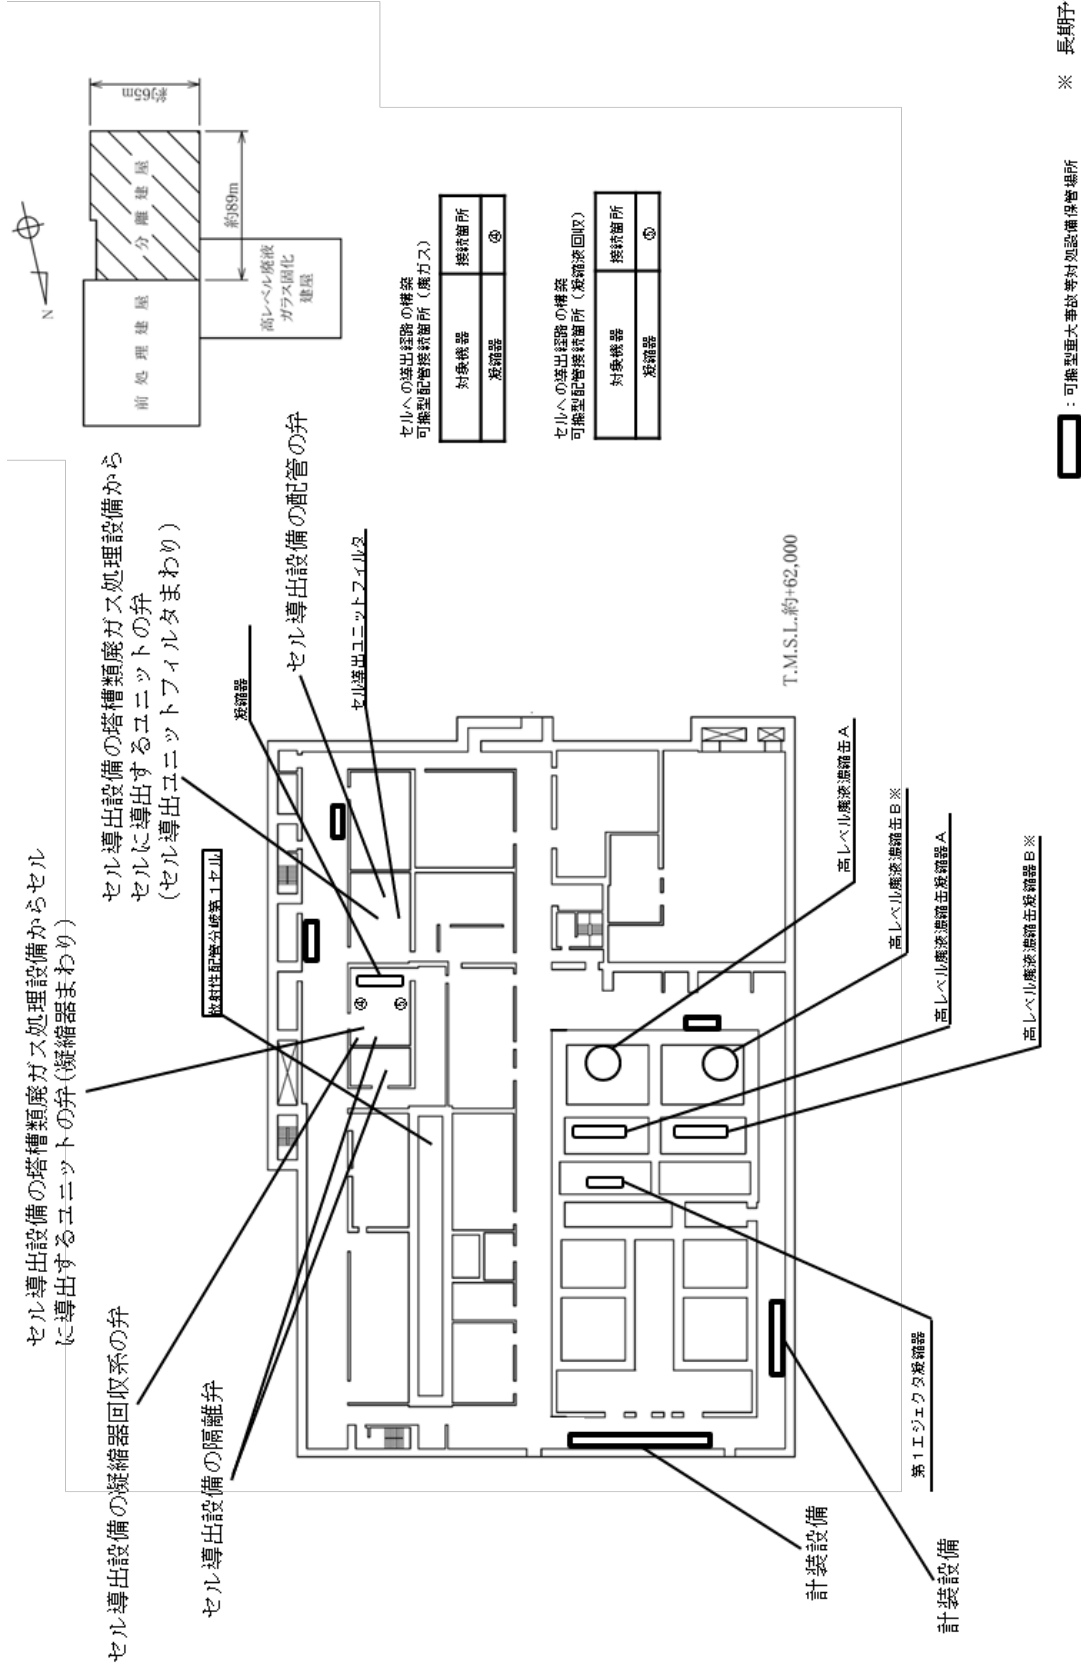 セル導出設備の塔槽類廃ガス処理設備からセル
に導出するユニットの弁(凝縮器まわり)
セル導出設備の塔槽類廃ガス処理設備から
セルに導出するユニットの弁
(セル導出ユニットフィルタまわり)
セル導出設備の凝縮器回収系の弁
セル導出設備の隔離弁
放射性配管分岐第1セル
凝縮器
セル導出設備の配管の弁
セル導出ユニットフィルタ
④
⑤
N
前処理建屋
分離建屋
高レベル廃液
ガラス固化
建屋
約65m
約89m
セルへの導出経路の構築
可搬型配管接続箇所(廃ガス)
対象機器 接続箇所
凝縮器 ④
セルへの導出経路の構築
可搬型配管接続箇所(凝縮液回収)
対象機器 接続箇所
凝縮器 ⑤
T.M.S.L.約+62,000
高レベル廃液濃縮缶A
高レベル廃液濃縮缶B※
高レベル廃液濃縮缶凝縮器A
高レベル廃液濃縮缶凝縮器B※
第1エジェクタ凝縮器
計装設備
計装設備
:可搬型重大事故等対処設備保管場所
※ 長期予